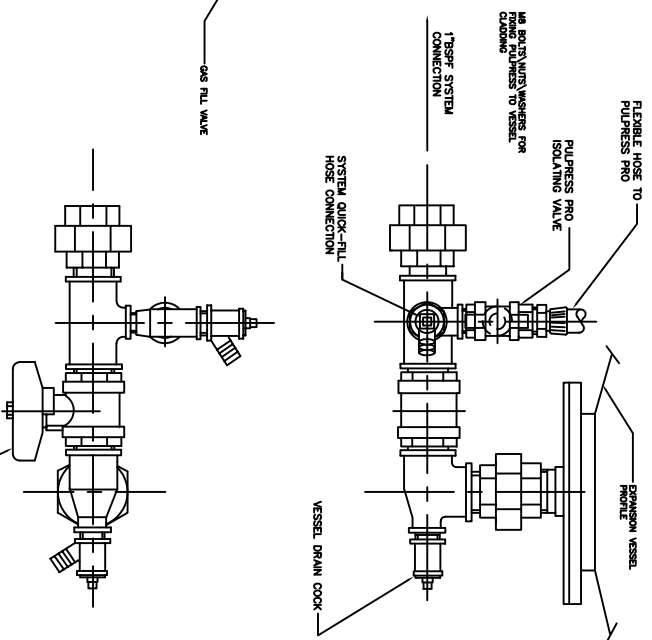 FLEXIBLE HOSE TO
PULPRESS PRO
PULPRESS PRO
ISOLATING VALVE
M8 BOLTS\NUTS\WASHERS FOR
FIXING PULPRESS TO VESSEL
CLADDING
1"BSPF SYSTEM
CONNECTION
SYSTEM QUICK-FILL
HOSE CONNECTION
EXPANSION VESSEL
PROFILE
VESSEL DRAIN COCK
GAS FILL VALVE